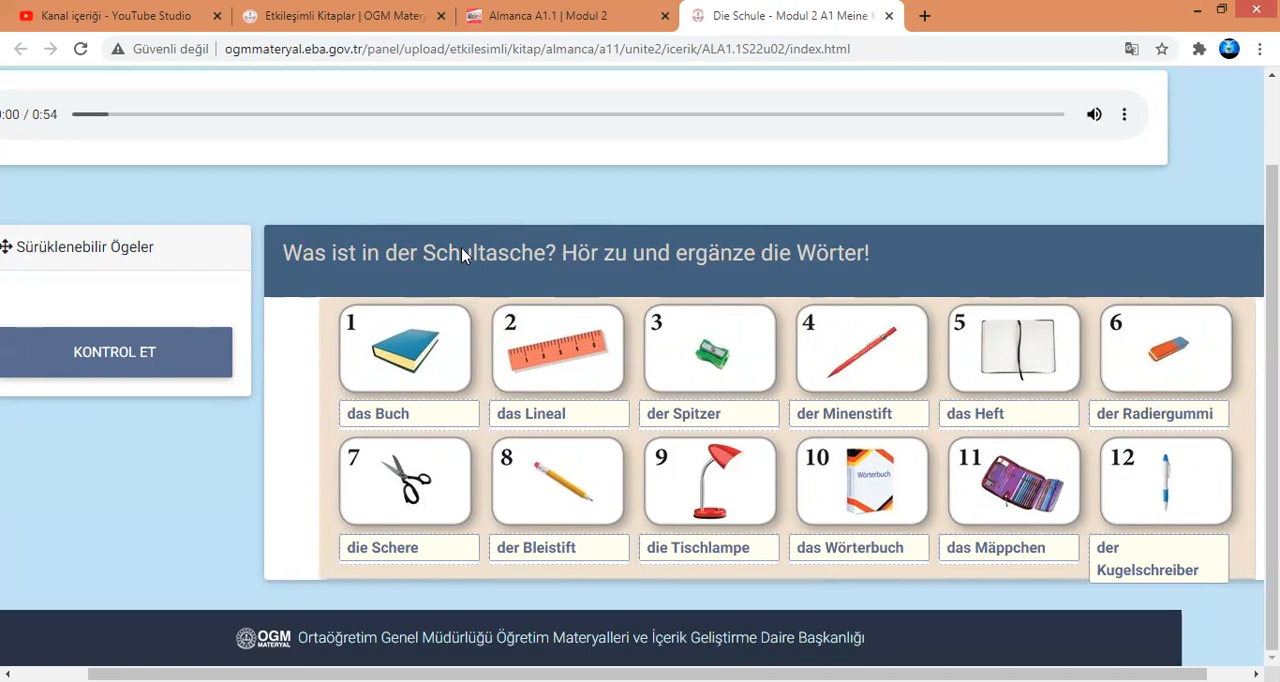 Kanal içeriği - YouTube Studio
Etkileşimli Kitaplar | OGM Mater
Almanca A1.1 | Modul 2
Die Schule - Modul 2 A1 Meine K
Güvenli değil
ogmmateryal.eba.gov.tr/panel/upload/etkilesimli/kitap/almanca/a11/unite2/icerik/ALA1.1S22u02/index.html
0:00 / 0:54
Sürüklenebilir Ögeler
KONTROL ET
Was ist in der Schultasche? Hör zu und ergänze die Wörter!
1 2 3 4 5 6
das Buch das Lineal der Spitzer der Minenstift das Heft der Radiergummi
7 8 9 10 11 12
Wörterbuch
die Schere der Bleistift die Tischlampe das Wörterbuch das Mäppchen der
Kugelschreiber
OGM
MATERYAL
Ortaöğretim Genel Müdürlüğü Öğretim Materyalleri ve İçerik Geliştirme Daire Başkanlığı